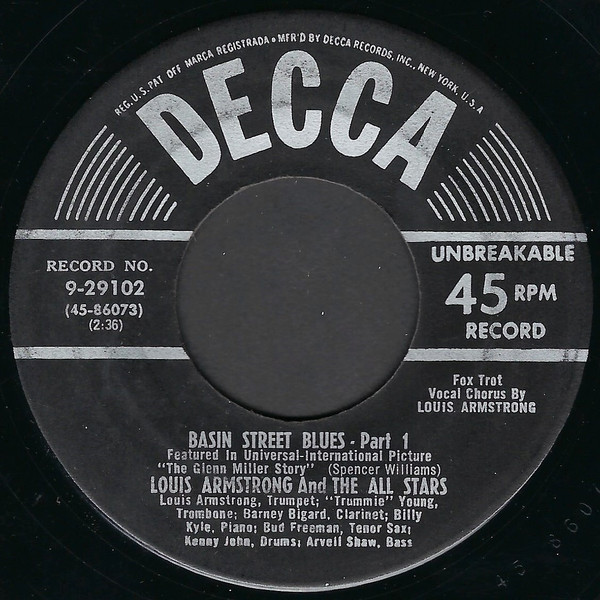 REG. U.S. PAT. OFF. MARCA REGISTRADA • MFR'D BY DECCA RECORDS, INC., NEW YORK, U.S.A.
DECCA
RECORD NO.
9-29102
(45-86073)
(2:36)
UNBREAKABLE
45 RPM
RECORD
Fox Trot
Vocal Chorus By
LOUIS ARMSTRONG
BASIN STREET BLUES - Part 1
Featured In Universal-International Picture
"The Glenn Miller Story" (Spencer Williams)
LOUIS ARMSTRONG And THE ALL STARS
Louis Armstrong, Trumpet; "Trummie" Young,
Trombone; Barney Bigard, Clarinet; Billy
Kyle, Piano; Bud Freeman, Tenor Sax;
Kenny John, Drums; Arvell Shaw, Bass